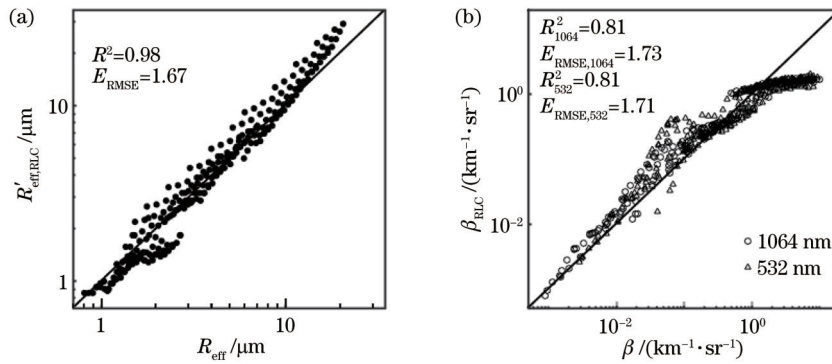 (a)
R²=0.98
E_RMSE=1.67
R′_eff,RLC /μm
10
1
1
10
R_eff /μm
(b)
R²_1064=0.81
E_RMSE,1064=1.73
R²_532=0.81
E_RMSE,532=1.71
β_RLC /(km⁻¹·sr⁻¹)
10⁰
10⁻²
1064 nm
532 nm
10⁻²
10⁰
β /(km⁻¹·sr⁻¹)